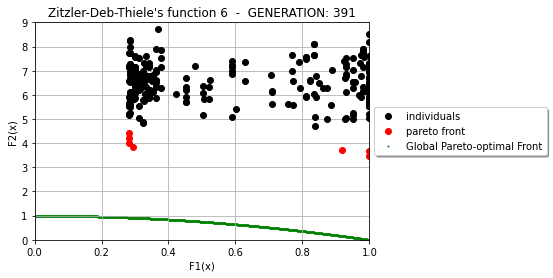 Zitzler-Deb-Thiele's function 6 - GENERATION: 391
F2(x)
9
8
7
6
5
4
3
2
1
0
0.0 0.2 0.4 0.6 0.8 1.0
F1(x)
individuals
pareto front
Global Pareto-optimal Front